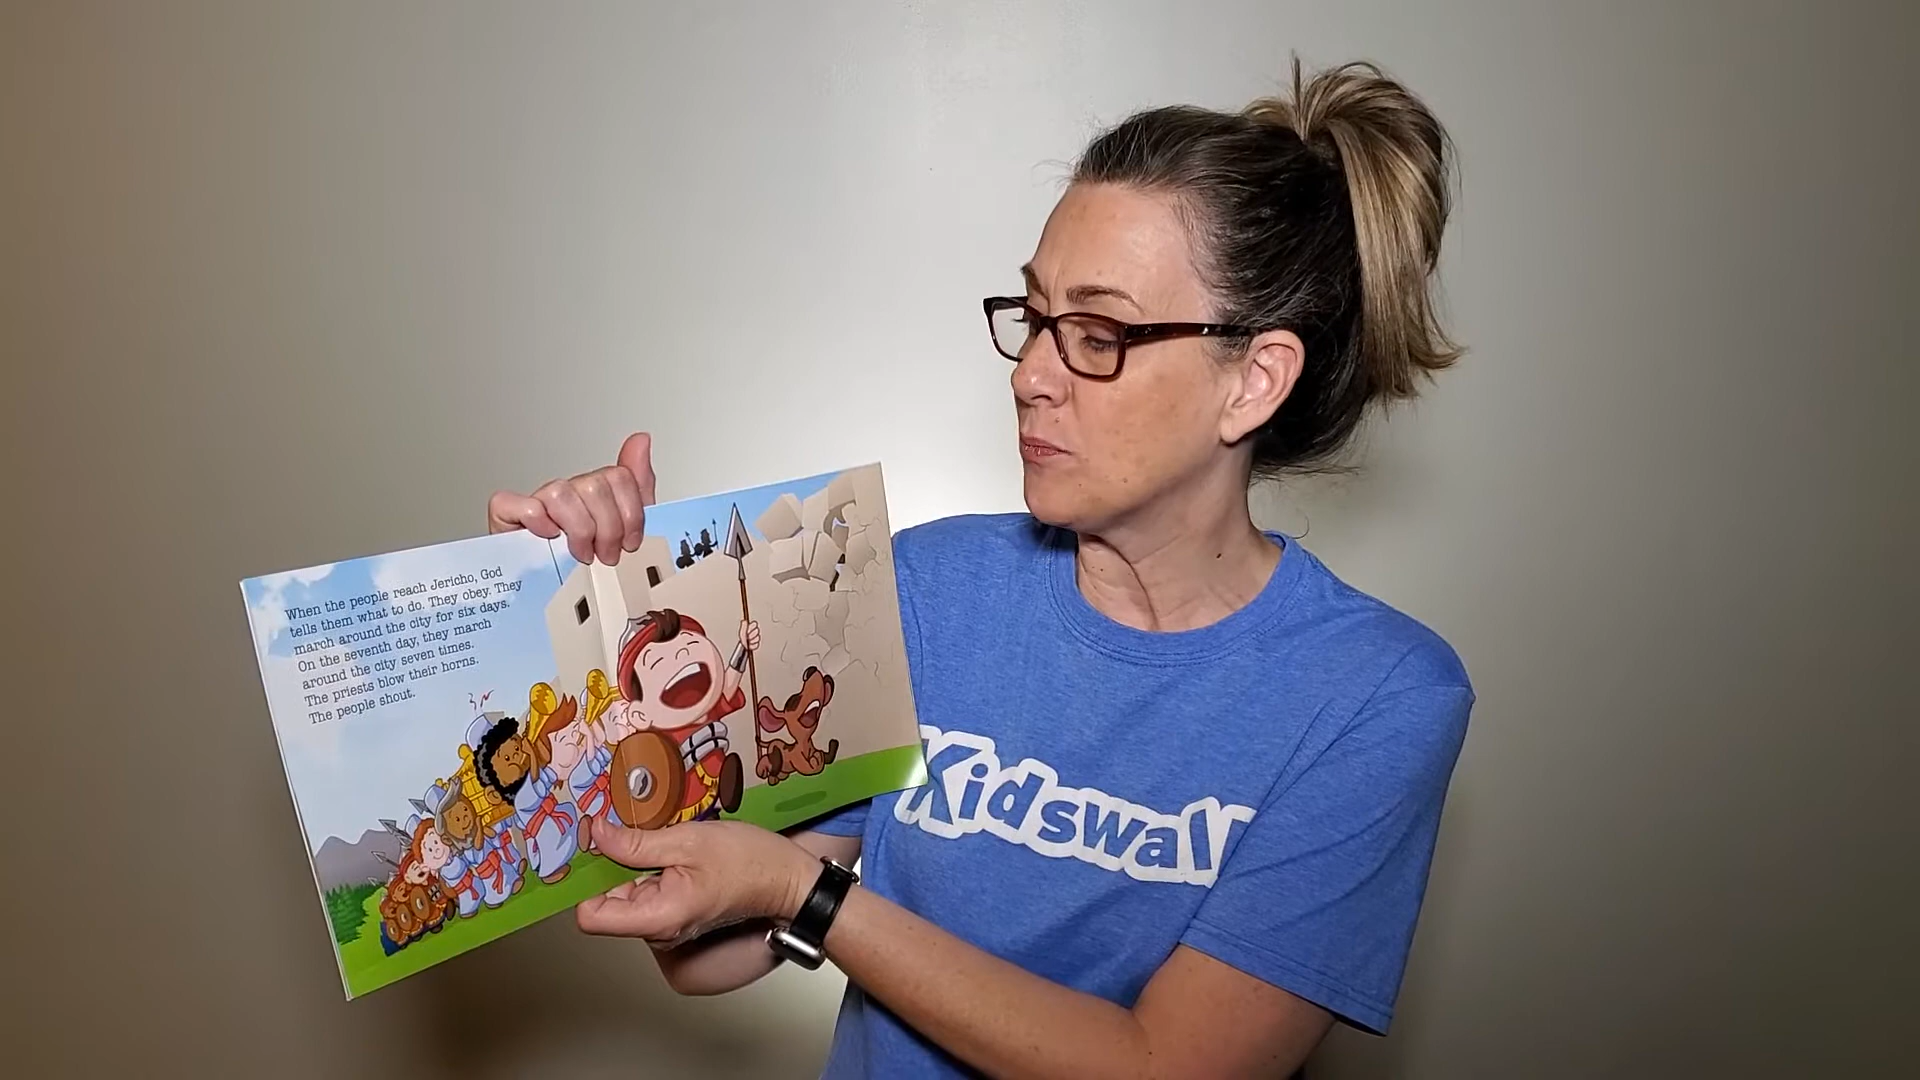 When the people reach Jericho, God
tells them what to do. They obey. They
march around the city for six days.
On the seventh day, they march
around the city seven times.
The priests blow their horns.
The people shout.